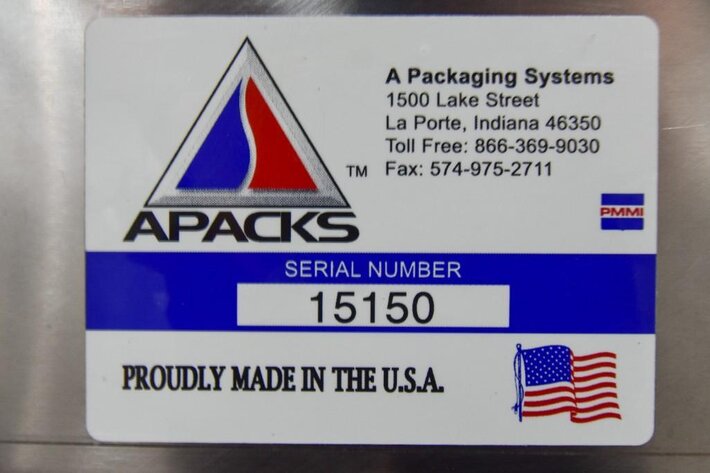 A Packaging Systems
1500 Lake Street
La Porte, Indiana 46350
Toll Free: 866-369-9030
Fax: 574-975-2711
TM
APACKS
PMMI
SERIAL NUMBER
15150
PROUDLY MADE IN THE U.S.A.